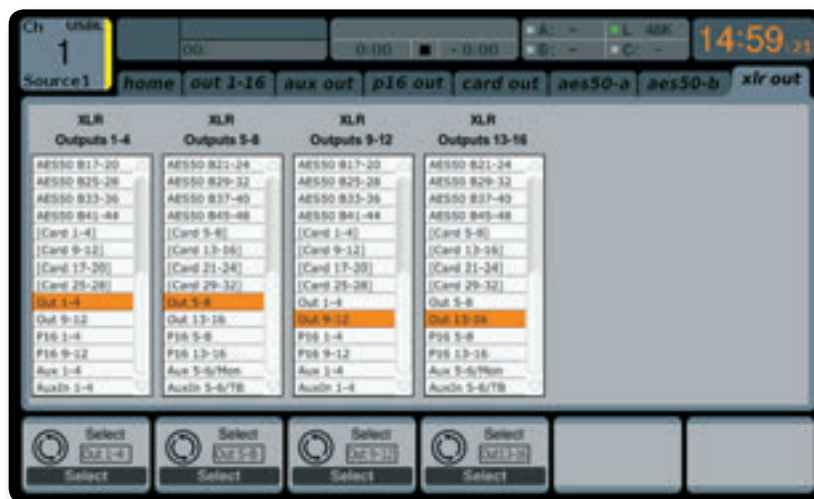 Ch USBL
1
Source1
00:
0:00 - 0:00
A: - L 48K
B: - C: -
14:59:21
home out 1-16 aux out p16 out card out aes50-a aes50-b xlr out
XLR Outputs 1-4
AES50 B17-20
AES50 B25-28
AES50 B33-36
AES50 B41-44
[Card 1-4]
[Card 9-12]
[Card 17-20]
[Card 25-28]
Out 1-4
Out 9-12
P16 1-4
P16 9-12
Aux 1-4
AuxIn 1-4
XLR Outputs 5-8
AES50 B21-24
AES50 B29-32
AES50 B37-40
AES50 B45-48
[Card 5-8]
[Card 13-16]
[Card 21-24]
[Card 29-32]
Out 5-8
Out 13-16
P16 5-8
P16 13-16
Aux 5-6/Mon
AuxIn 5-6/TB
XLR Outputs 9-12
AES50 B17-20
AES50 B25-28
AES50 B33-36
AES50 B41-44
[Card 1-4]
[Card 9-12]
[Card 17-20]
[Card 25-28]
Out 1-4
Out 9-12
P16 1-4
P16 9-12
Aux 1-4
AuxIn 1-4
XLR Outputs 13-16
AES50 B21-24
AES50 B29-32
AES50 B37-40
AES50 B45-48
[Card 5-8]
[Card 13-16]
[Card 21-24]
[Card 29-32]
Out 5-8
Out 13-16
P16 5-8
P16 13-16
Aux 5-6/Mon
AuxIn 5-6/TB
Select
Out 1-4
Select
Select
Out 5-8
Select
Select
Out 9-12
Select
Select
Out13-16
Select